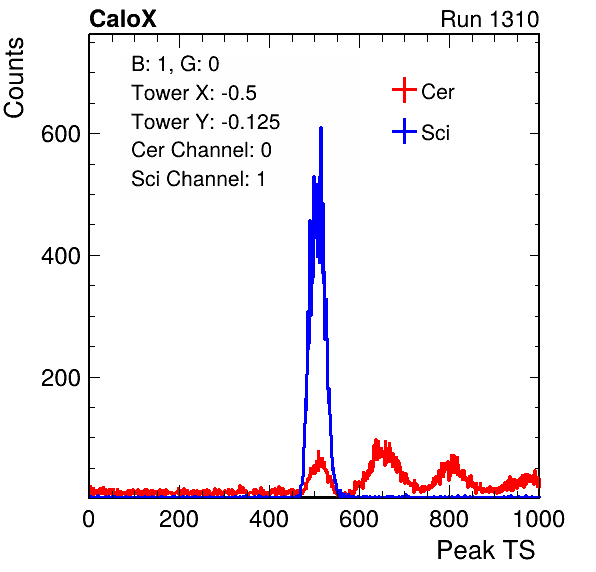 CaloX Run 1310
Counts
B: 1, G: 0
Tower X: -0.5
Tower Y: -0.125
Cer Channel: 0
Sci Channel: 1
Cer
Sci
600
400
200
0 200 400 600 800 1000
Peak TS